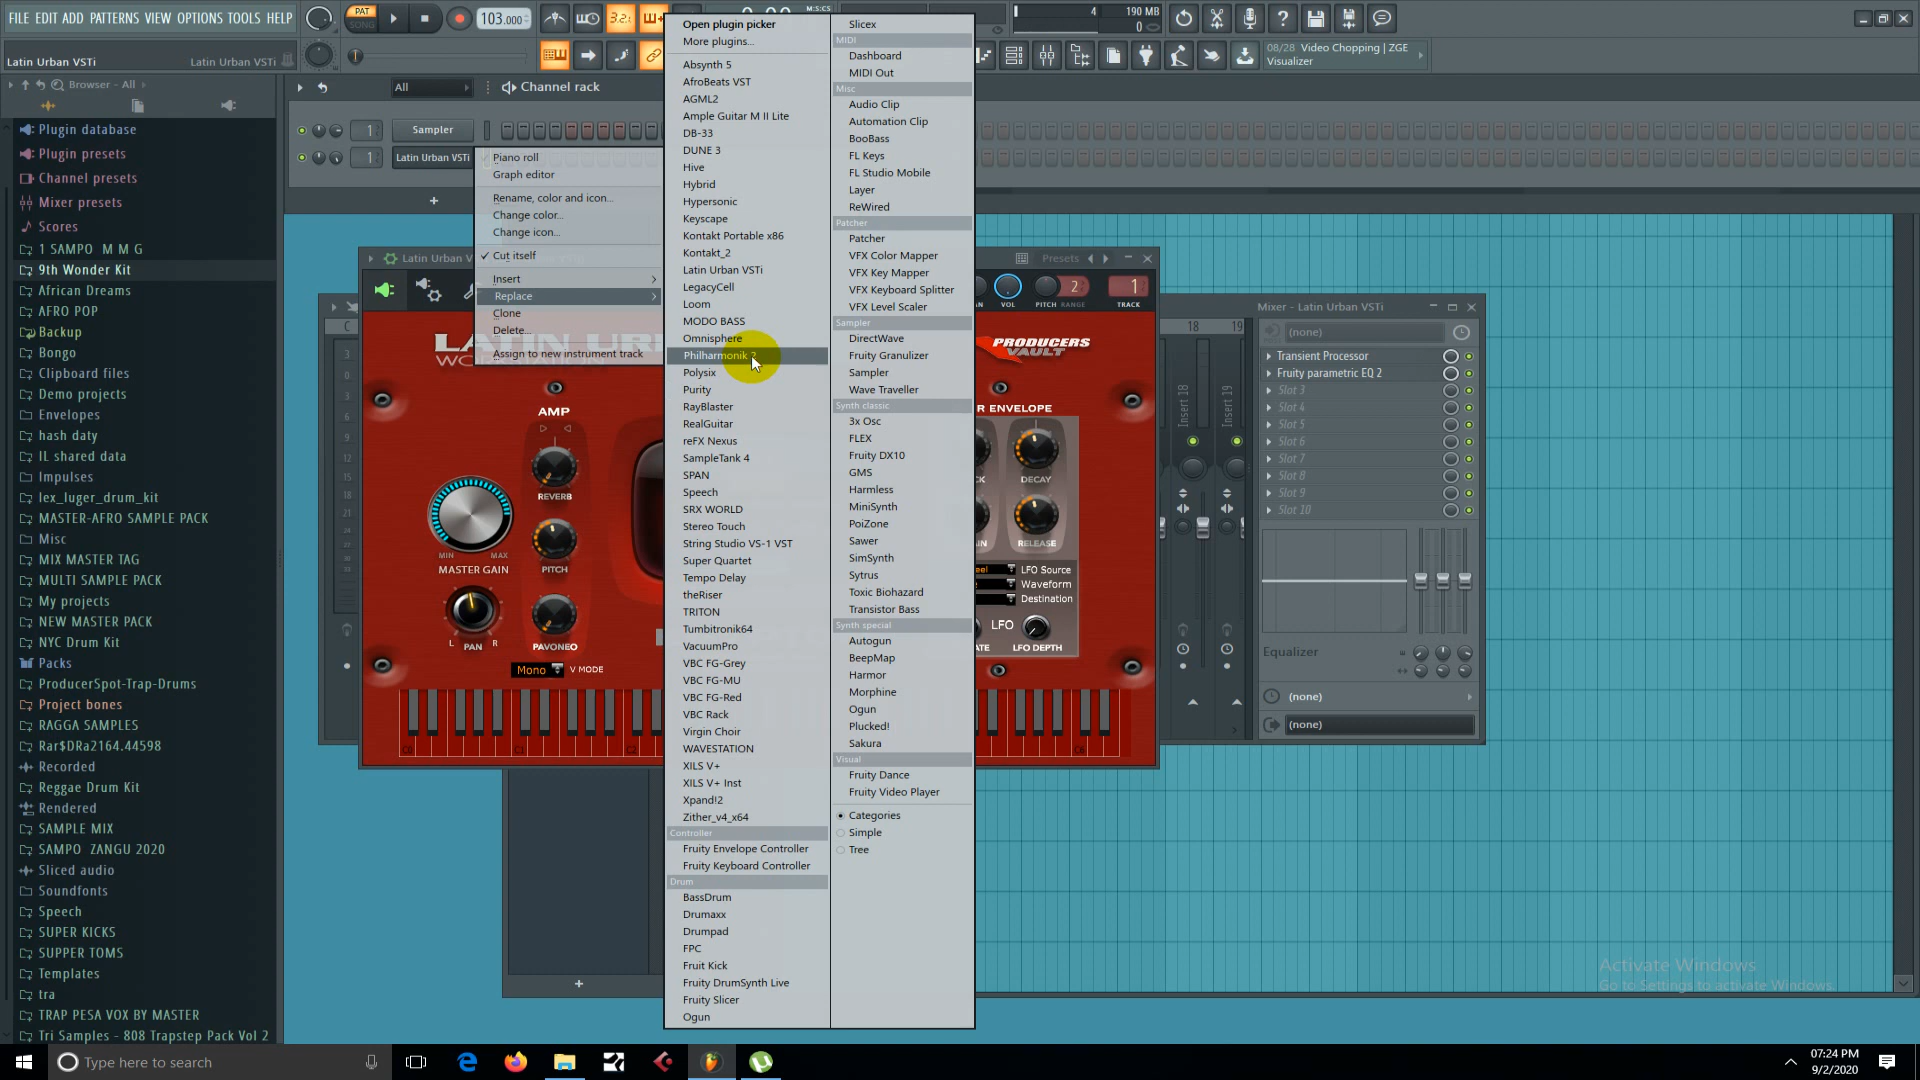 FILE EDIT ADD PATTERNS VIEW OPTIONS TOOLS HELP
Latin Urban VSTi
Latin Urban VSTi
PAT
SONG
103.000
3.2:
M:S:CS
4
190 MB
0
08/28 Video Chopping | ZGE
Visualizer
Browser - All
Plugin database
Plugin presets
Channel presets
Mixer presets
Scores
1 SAMPO M M G
9th Wonder Kit
African Dreams
AFRO POP
Backup
Bongo
Clipboard files
Demo projects
Envelopes
hash daty
IL shared data
Impulses
lex_luger_drum_kit
MASTER-AFRO SAMPLE PACK
Misc
MIX MASTER TAG
MULTI SAMPLE PACK
My projects
NEW MASTER PACK
NYC Drum Kit
Packs
ProducerSpot-Trap-Drums
Project bones
RAGGA SAMPLES
Rar$DRa2164.44598
Recorded
Reggae Drum Kit
Rendered
SAMPLE MIX
SAMPO ZANGU 2020
Sliced audio
Soundfonts
Speech
SUPER KICKS
SUPPER TOMS
Templates
tra
TRAP PESA VOX BY MASTER
Tri Samples - 808 Trapstep Pack Vol 2
All
Channel rack
1
Sampler
1
Latin Urban VSTi
Piano roll
Graph editor
Rename, color and icon...
Change color...
Change icon...
Cut itself
Insert
Replace
Clone
Delete...
Assign to new instrument track
Open plugin picker
More plugins...
Absynth 5
AfroBeats VST
AGML2
Ample Guitar M II Lite
DB-33
DUNE 3
Hive
Hybrid
Hypersonic
Keyscape
Kontakt Portable x86
Kontakt_2
Latin Urban VSTi
LegacyCell
Loom
MODO BASS
Omnisphere
Philharmonik 2
Polysix
Purity
RayBlaster
RealGuitar
reFX Nexus
SampleTank 4
SPAN
Speech
SRX WORLD
Stereo Touch
String Studio VS-1 VST
Super Quartet
Tempo Delay
theRiser
TRITON
Tumbitronik64
VacuumPro
VBC FG-Grey
VBC FG-MU
VBC FG-Red
VBC Rack
Virgin Choir
WAVESTATION
XILS V+
XILS V+ Inst
Xpand!2
Zither_v4_x64
Controller
Fruity Envelope Controller
Fruity Keyboard Controller
Drum
BassDrum
Drumaxx
Drumpad
FPC
Fruit Kick
Fruity DrumSynth Live
Fruity Slicer
Ogun
Slicex
MIDI
Dashboard
MIDI Out
Misc
Audio Clip
Automation Clip
BooBass
FL Keys
FL Studio Mobile
Layer
ReWired
Patcher
Patcher
VFX Color Mapper
VFX Key Mapper
VFX Keyboard Splitter
VFX Level Scaler
Sampler
DirectWave
Fruity Granulizer
Sampler
Wave Traveller
Synth classic
3x Osc
FLEX
Fruity DX10
GMS
Harmless
MiniSynth
PoiZone
Sawer
SimSynth
Sytrus
Toxic Biohazard
Transistor Bass
Synth special
Autogun
BeepMap
Harmor
Morphine
Ogun
Plucked!
Sakura
Visual
Fruity Dance
Fruity Video Player
Categories
Simple
Tree
Latin Urban V
Presets
VOL
PITCH RANGE
2
1
TRACK
LATIN UR
PRODUCERS
VAULT
AMP
REVERB
MIN
MAX
MASTER GAIN
PITCH
L
R
PAN
PAVONEO
Mono
V MODE
R ENVELOPE
DECAY
RELEASE
LFO Source
Waveform
Destination
LFO
LFO DEPTH
18
19
Insert 18
Insert 19
Mixer - Latin Urban VSTi
(none)
Transient Processor
Fruity parametric EQ 2
Slot 3
Slot 4
Slot 5
Slot 6
Slot 7
Slot 8
Slot 9
Slot 10
Equalizer
(none)
(none)
Activate Windows
Go to Settings to activate Windows.
Type here to search
07:24 PM
9/2/2020